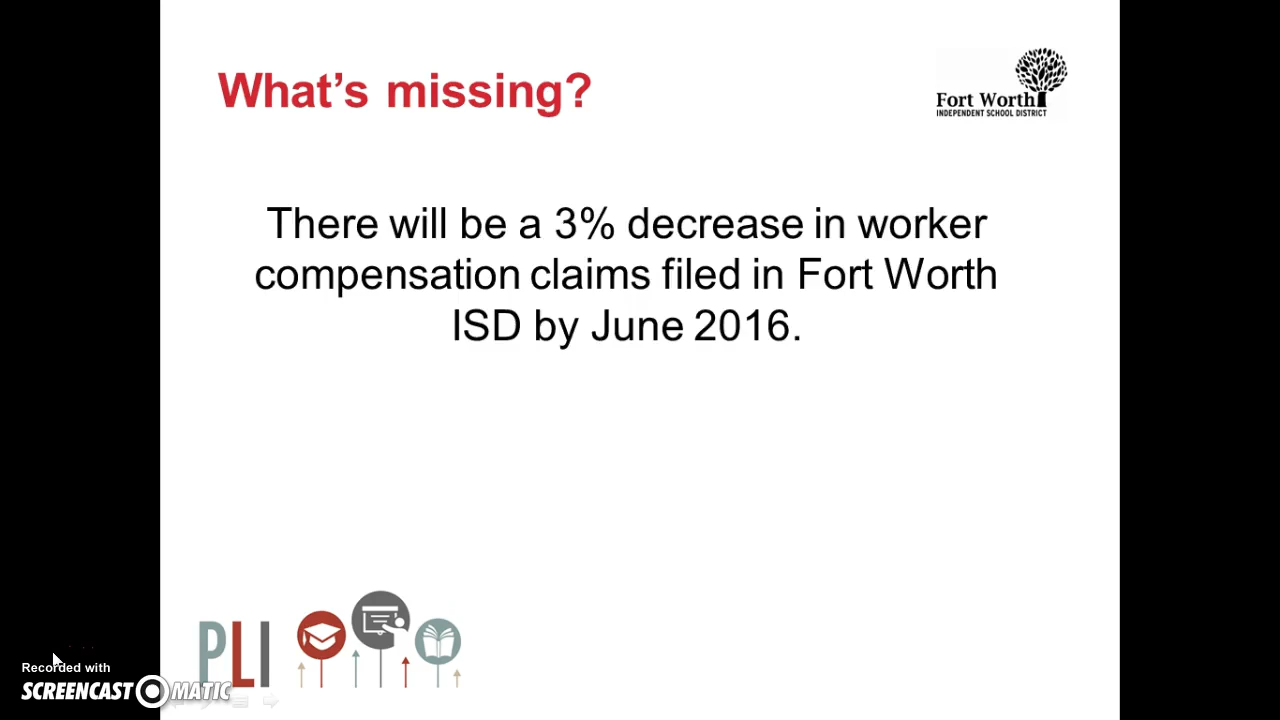 What's missing?
Fort Worth
INDEPENDENT SCHOOL DISTRICT
There will be a 3% decrease in worker
compensation claims filed in Fort Worth
ISD by June 2016.
PLI
Recorded with
SCREENCAST MATIC